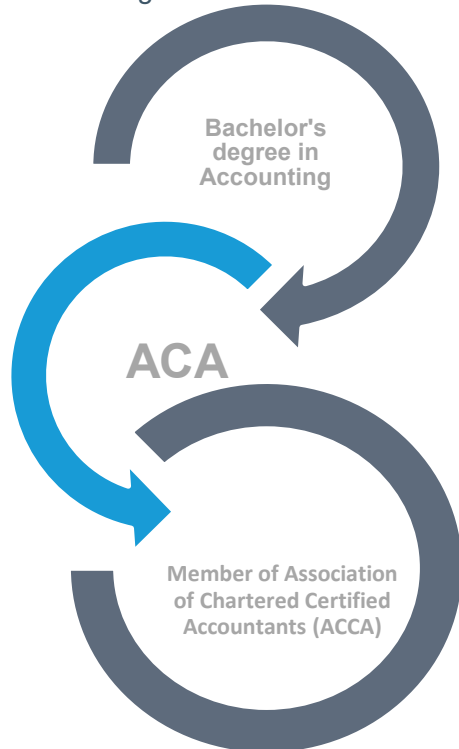 Bachelor's
degree in
Accounting
ACA
Member of Association
of Chartered Certified
Accountants (ACCA)